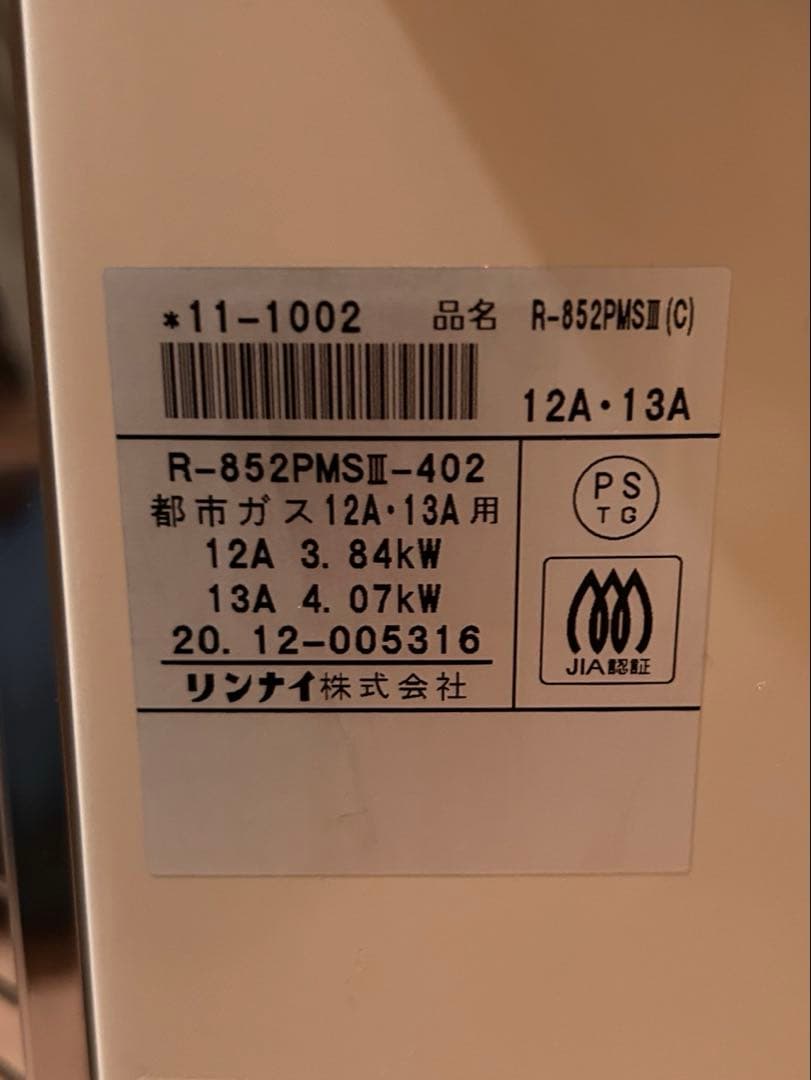 *11-1002 品名 R-852PMSⅢ(C)
12A・13A
R-852PMSⅢ-402
都市ガス12A・13A用
12A 3.84kW
13A 4.07kW
20.12-005316
リンナイ株式会社
PS
TG
JIA認証